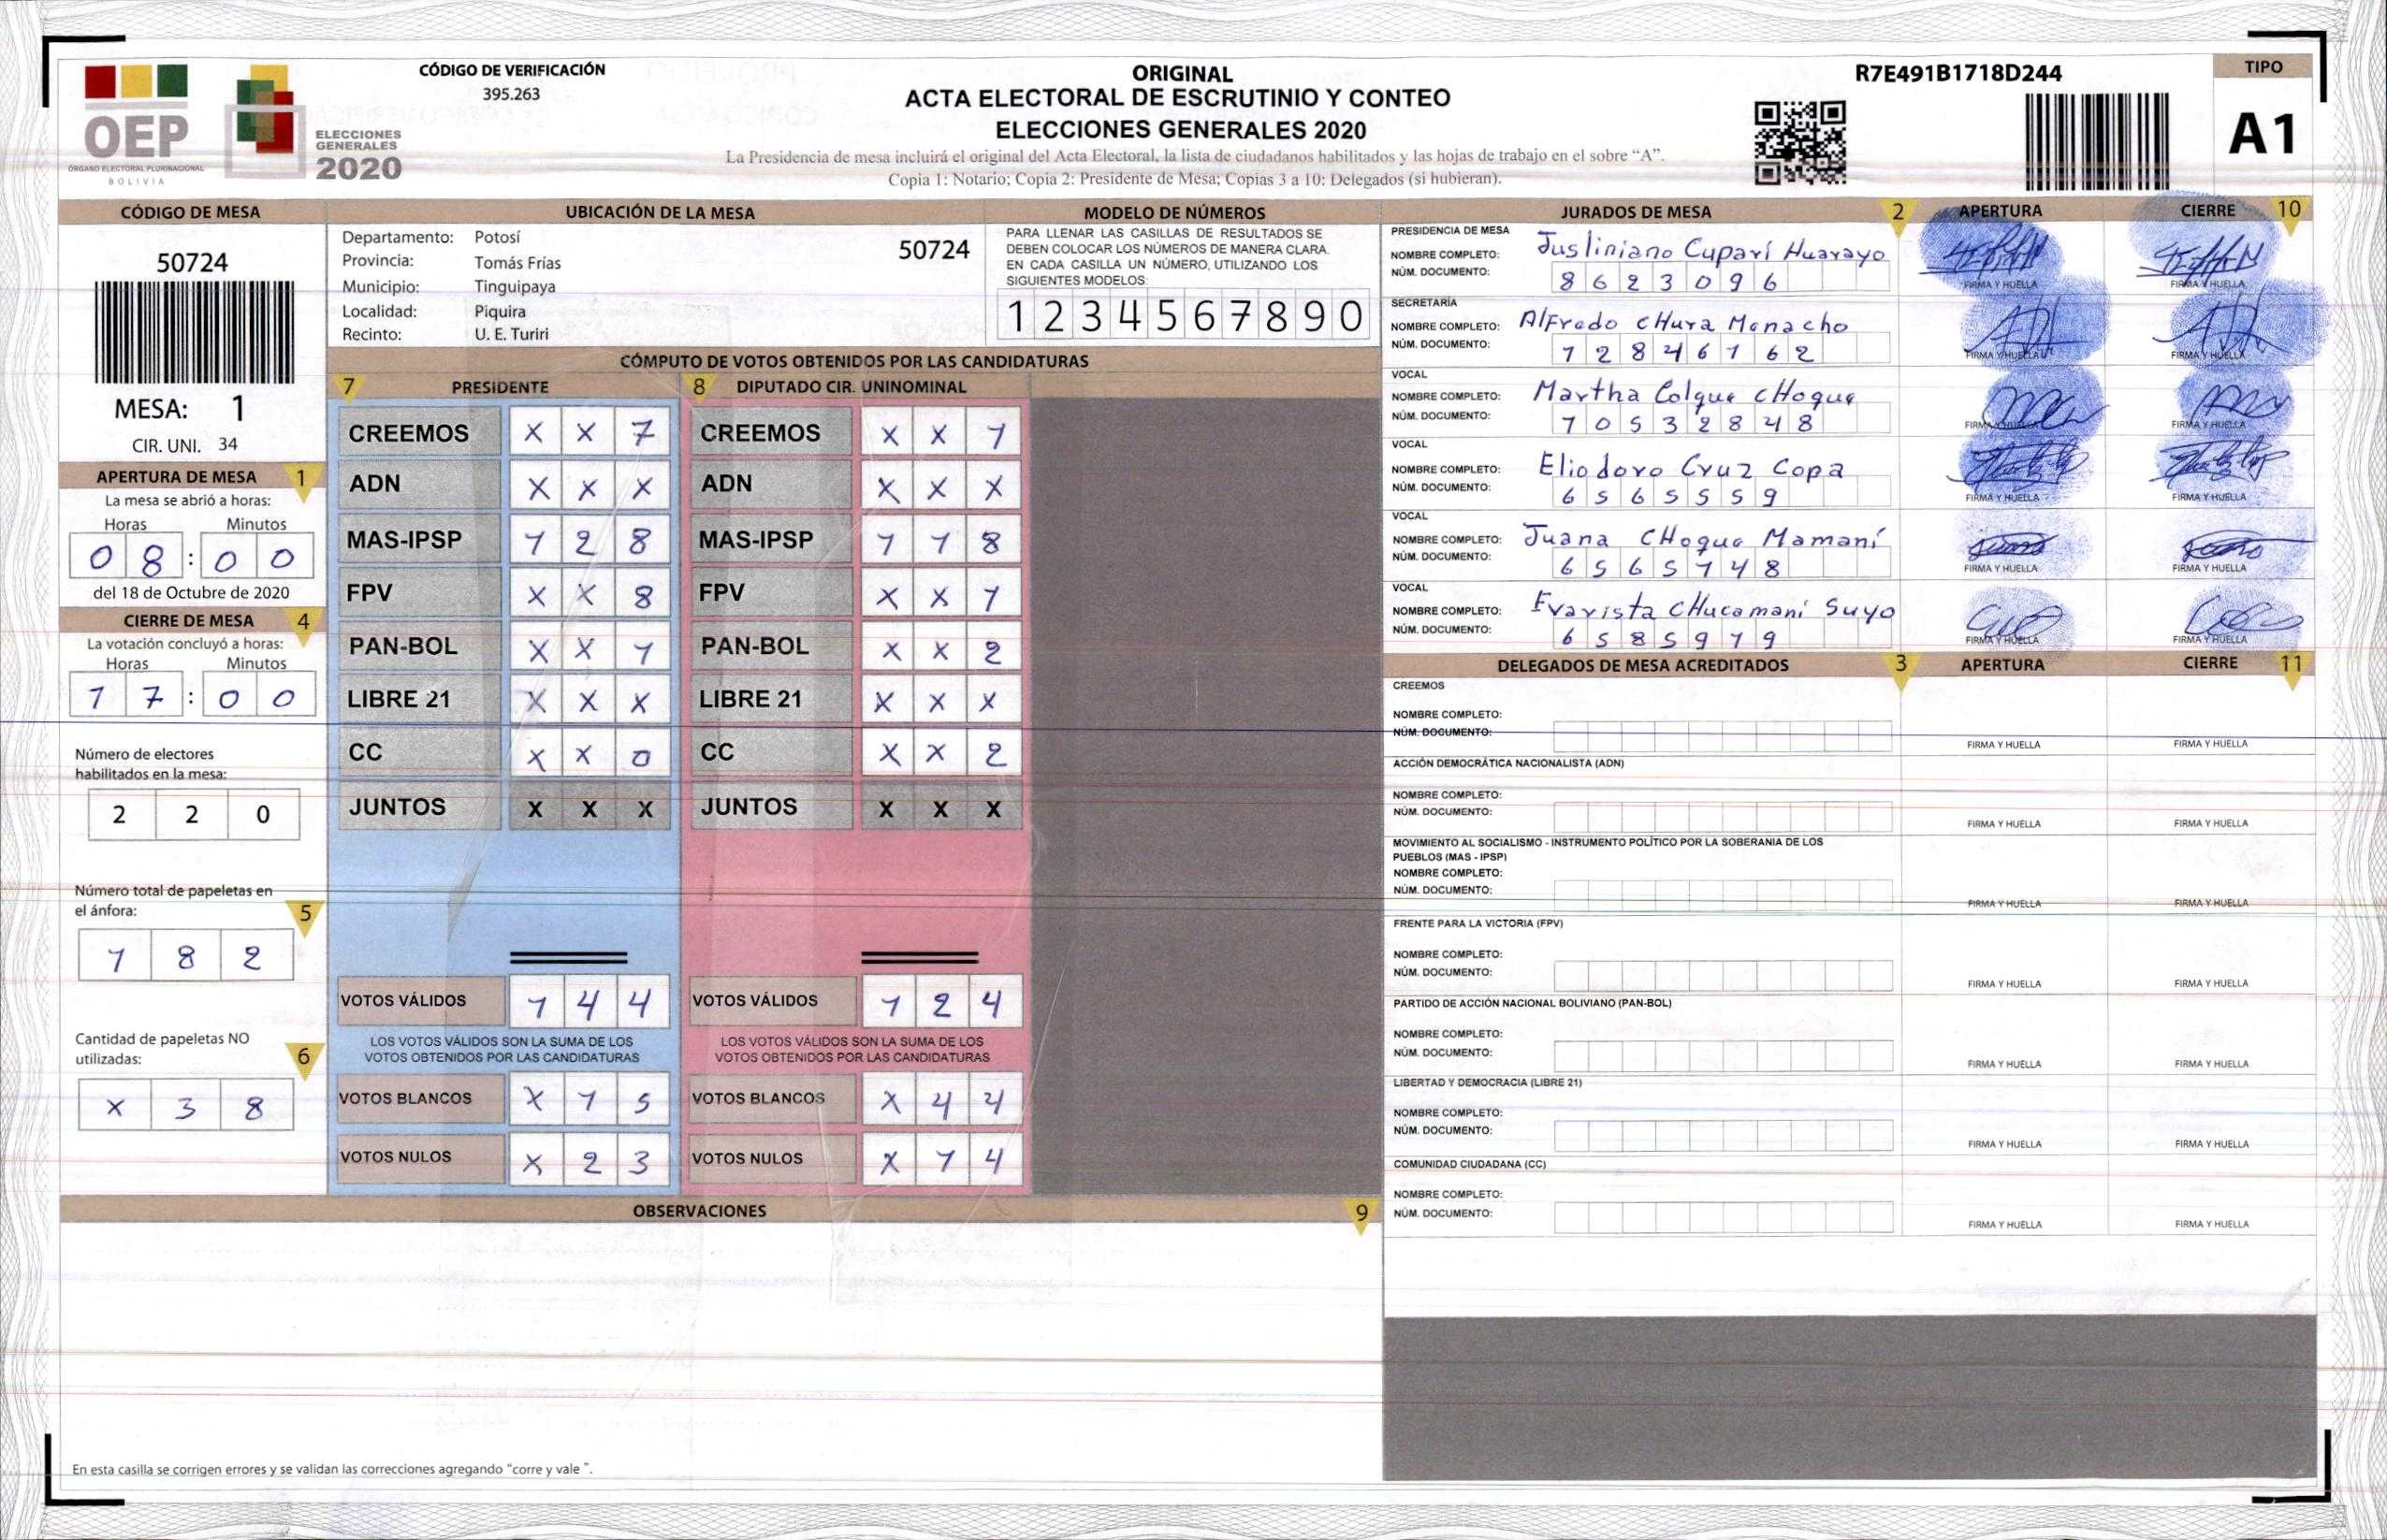 CÓDIGO DE VERIFICACIÓN
395.263
OEP
ÓRGANO ELECTORAL PLURINACIONAL
BOLIVIA
ELECCIONES
GENERALES
2020
ORIGINAL
ACTA ELECTORAL DE ESCRUTINIO Y CONTEO
ELECCIONES GENERALES 2020
La Presidencia de mesa incluirá el original del Acta Electoral, la lista de ciudadanos habilitados y las hojas de trabajo en el sobre “A”.
Copia 1: Notario; Copia 2: Presidente de Mesa; Copias 3 a 10: Delegados (si hubieran).
R7E491B1718D244
TIPO
A1
CÓDIGO DE MESA
50724
MESA: 1
CIR. UNI. 34
APERTURA DE MESA 1
La mesa se abrió a horas:
Horas Minutos
0 8 : 0 0
del 18 de Octubre de 2020
CIERRE DE MESA 4
La votación concluyó a horas:
Horas Minutos
1 7 : 0 0
Número de electores
habilitados en la mesa:
2 2 0
Número total de papeletas en
el ánfora: 5
1 8 2
Cantidad de papeletas NO
utilizadas: 6
X 3 8
UBICACIÓN DE LA MESA
Departamento: Potosí
Provincia: Tomás Frías
Municipio: Tinguipaya
Localidad: Piquira
Recinto: U. E. Turiri
50724
MODELO DE NÚMEROS
PARA LLENAR LAS CASILLAS DE RESULTADOS SE
DEBEN COLOCAR LOS NÚMEROS DE MANERA CLARA.
EN CADA CASILLA UN NÚMERO, UTILIZANDO LOS
SIGUIENTES MODELOS:
1 2 3 4 5 6 7 8 9 0
CÓMPUTO DE VOTOS OBTENIDOS POR LAS CANDIDATURAS
7 PRESIDENTE
CREEMOS X X 7
ADN X X X
MAS-IPSP 1 2 8
FPV X X 8
PAN-BOL X X 1
LIBRE 21 X X X
CC X X 0
JUNTOS X X X
VOTOS VÁLIDOS 1 4 4
LOS VOTOS VÁLIDOS SON LA SUMA DE LOS
VOTOS OBTENIDOS POR LAS CANDIDATURAS
VOTOS BLANCOS X 1 5
VOTOS NULOS X 2 3
8 DIPUTADO CIR. UNINOMINAL
CREEMOS X X 1
ADN X X X
MAS-IPSP 1 1 8
FPV X X 1
PAN-BOL X X 2
LIBRE 21 X X X
CC X X 2
JUNTOS X X X
VOTOS VÁLIDOS 1 2 4
LOS VOTOS VÁLIDOS SON LA SUMA DE LOS
VOTOS OBTENIDOS POR LAS CANDIDATURAS
VOTOS BLANCOS X 4 4
VOTOS NULOS X 1 4
OBSERVACIONES 9
En esta casilla se corrigen errores y se validan las correcciones agregando “corre y vale ”.
JURADOS DE MESA 2 APERTURA CIERRE 10
PRESIDENCIA DE MESA
NOMBRE COMPLETO: Jusliniano Cuparí Huarayo
NÚM. DOCUMENTO: 8 6 2 3 0 9 6
FIRMA Y HUELLA FIRMA Y HUELLA
SECRETARÍA
NOMBRE COMPLETO: Alfredo cHura Menacho
NÚM. DOCUMENTO: 1 2 8 4 6 1 6 2
FIRMA Y HUELLA FIRMA Y HUELLA
VOCAL
NOMBRE COMPLETO: Martha Colque cHoque
NÚM. DOCUMENTO: 7 0 5 3 2 8 4 8
FIRMA Y HUELLA FIRMA Y HUELLA
VOCAL
NOMBRE COMPLETO: Eliodoro Cruz Copa
NÚM. DOCUMENTO: 6 5 6 5 5 5 9
FIRMA Y HUELLA FIRMA Y HUELLA
VOCAL
NOMBRE COMPLETO: Juana CHoque Mamaní
NÚM. DOCUMENTO: 6 5 6 5 1 4 8
FIRMA Y HUELLA FIRMA Y HUELLA
VOCAL
NOMBRE COMPLETO: Evarista CHucamaní Suyo
NÚM. DOCUMENTO: 6 5 8 5 9 1 9
FIRMA Y HUELLA FIRMA Y HUELLA
DELEGADOS DE MESA ACREDITADOS 3 APERTURA CIERRE 11
CREEMOS
NOMBRE COMPLETO:
NÚM. DOCUMENTO:
FIRMA Y HUELLA FIRMA Y HUELLA
ACCIÓN DEMOCRÁTICA NACIONALISTA (ADN)
NOMBRE COMPLETO:
NÚM. DOCUMENTO:
FIRMA Y HUELLA FIRMA Y HUELLA
MOVIMIENTO AL SOCIALISMO - INSTRUMENTO POLÍTICO POR LA SOBERANIA DE LOS
PUEBLOS (MAS - IPSP)
NOMBRE COMPLETO:
NÚM. DOCUMENTO:
FIRMA Y HUELLA FIRMA Y HUELLA
FRENTE PARA LA VICTORIA (FPV)
NOMBRE COMPLETO:
NÚM. DOCUMENTO:
FIRMA Y HUELLA FIRMA Y HUELLA
PARTIDO DE ACCIÓN NACIONAL BOLIVIANO (PAN-BOL)
NOMBRE COMPLETO:
NÚM. DOCUMENTO:
FIRMA Y HUELLA FIRMA Y HUELLA
LIBERTAD Y DEMOCRACIA (LIBRE 21)
NOMBRE COMPLETO:
NÚM. DOCUMENTO:
FIRMA Y HUELLA FIRMA Y HUELLA
COMUNIDAD CIUDADANA (CC)
NOMBRE COMPLETO:
NÚM. DOCUMENTO:
FIRMA Y HUELLA FIRMA Y HUELLA